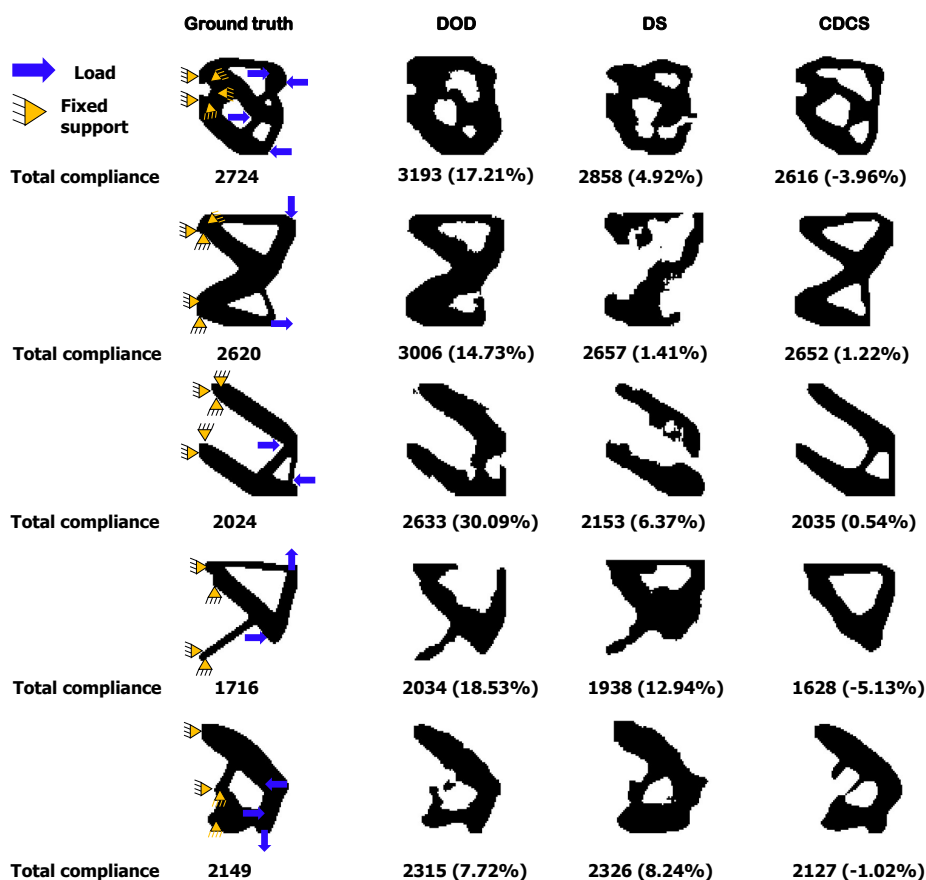 Ground truth DOD DS CDCS
Load
Fixed
support
Total compliance 2724 3193 (17.21%) 2858 (4.92%) 2616 (-3.96%)
Total compliance 2620 3006 (14.73%) 2657 (1.41%) 2652 (1.22%)
Total compliance 2024 2633 (30.09%) 2153 (6.37%) 2035 (0.54%)
Total compliance 1716 2034 (18.53%) 1938 (12.94%) 1628 (-5.13%)
Total compliance 2149 2315 (7.72%) 2326 (8.24%) 2127 (-1.02%)